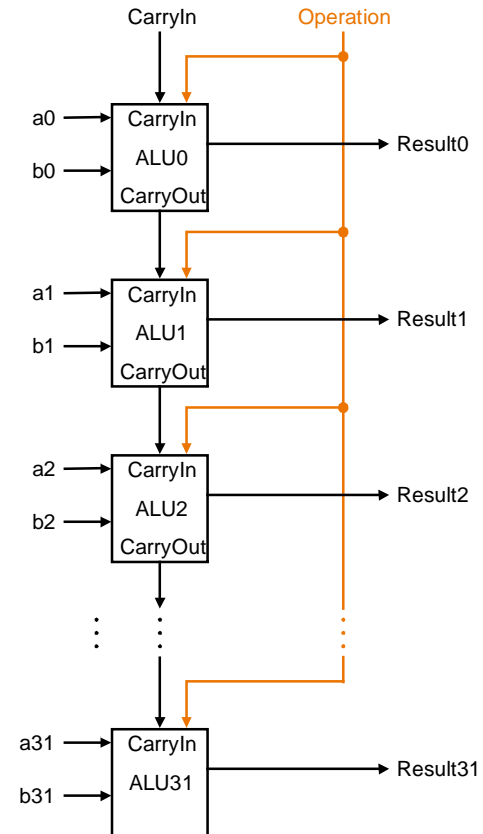 CarryIn Operation
a0 CarryIn
ALU0 Result0
b0
CarryOut
a1 CarryIn
ALU1 Result1
b1
CarryOut
a2 CarryIn
ALU2 Result2
b2
CarryOut
a31 CarryIn
ALU31 Result31
b31